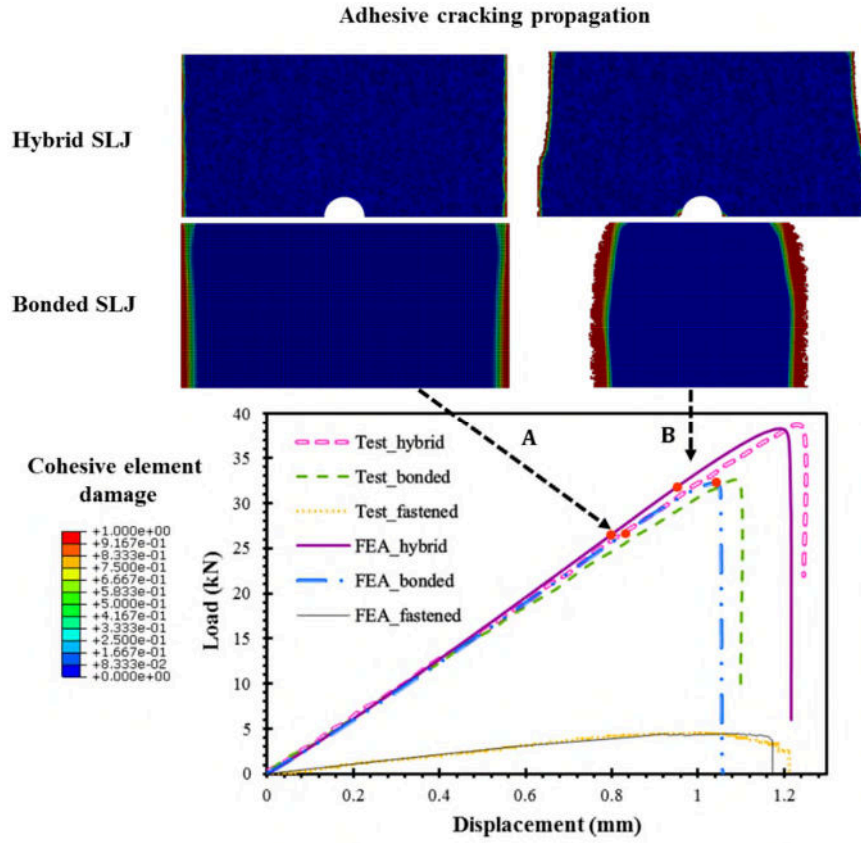 Adhesive cracking propagation
Hybrid SLJ
Bonded SLJ
Cohesive element
damage
+1.000e+00
+9.167e-01
+8.333e-01
+7.500e-01
+6.667e-01
+5.833e-01
+5.000e-01
+4.167e-01
+3.333e-01
+2.500e-01
+1.667e-01
+8.333e-02
+0.000e+00
A
B
Test_hybrid
Test_bonded
Test_fastened
FEA_hybrid
FEA_bonded
FEA_fastened
Load (kN)
40
35
30
25
20
15
10
5
0
0 0.2 0.4 0.6 0.8 1 1.2
Displacement (mm)